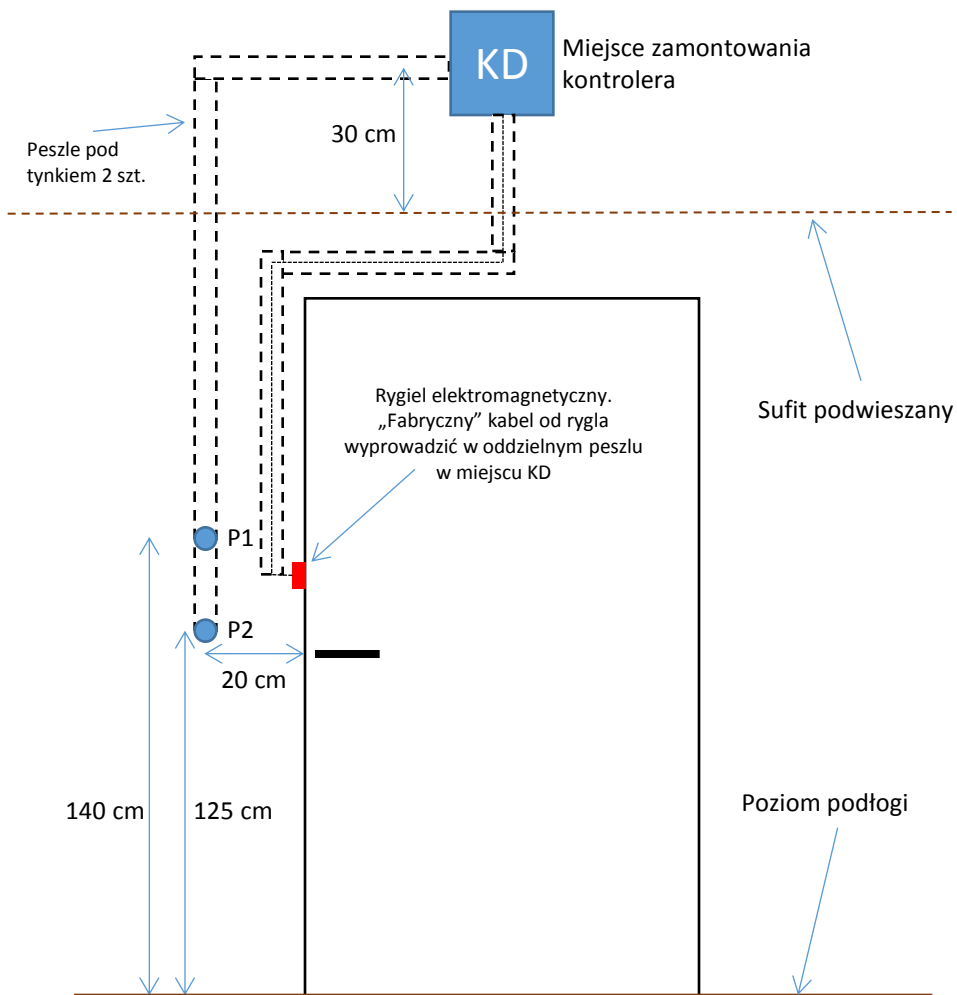 KD
Miejsce zamontowania
kontrolera
30 cm
Peszle pod
tynkiem 2 szt.
Rygiel elektromagnetyczny.
„Fabryczny” kabel od rygla
wyprowadzić w oddzielnym peszlu
w miejscu KD
Sufit podwieszany
P1
P2
20 cm
140 cm
125 cm
Poziom podłogi